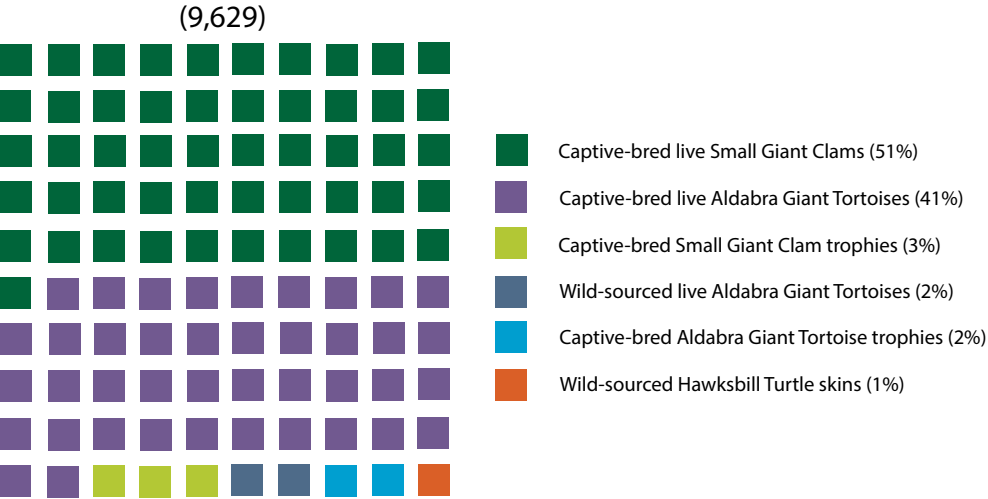 (9,629)
Captive-bred live Small Giant Clams (51%)
Captive-bred live Aldabra Giant Tortoises (41%)
Captive-bred Small Giant Clam trophies (3%)
Wild-sourced live Aldabra Giant Tortoises (2%)
Captive-bred Aldabra Giant Tortoise trophies (2%)
Wild-sourced Hawksbill Turtle skins (1%)